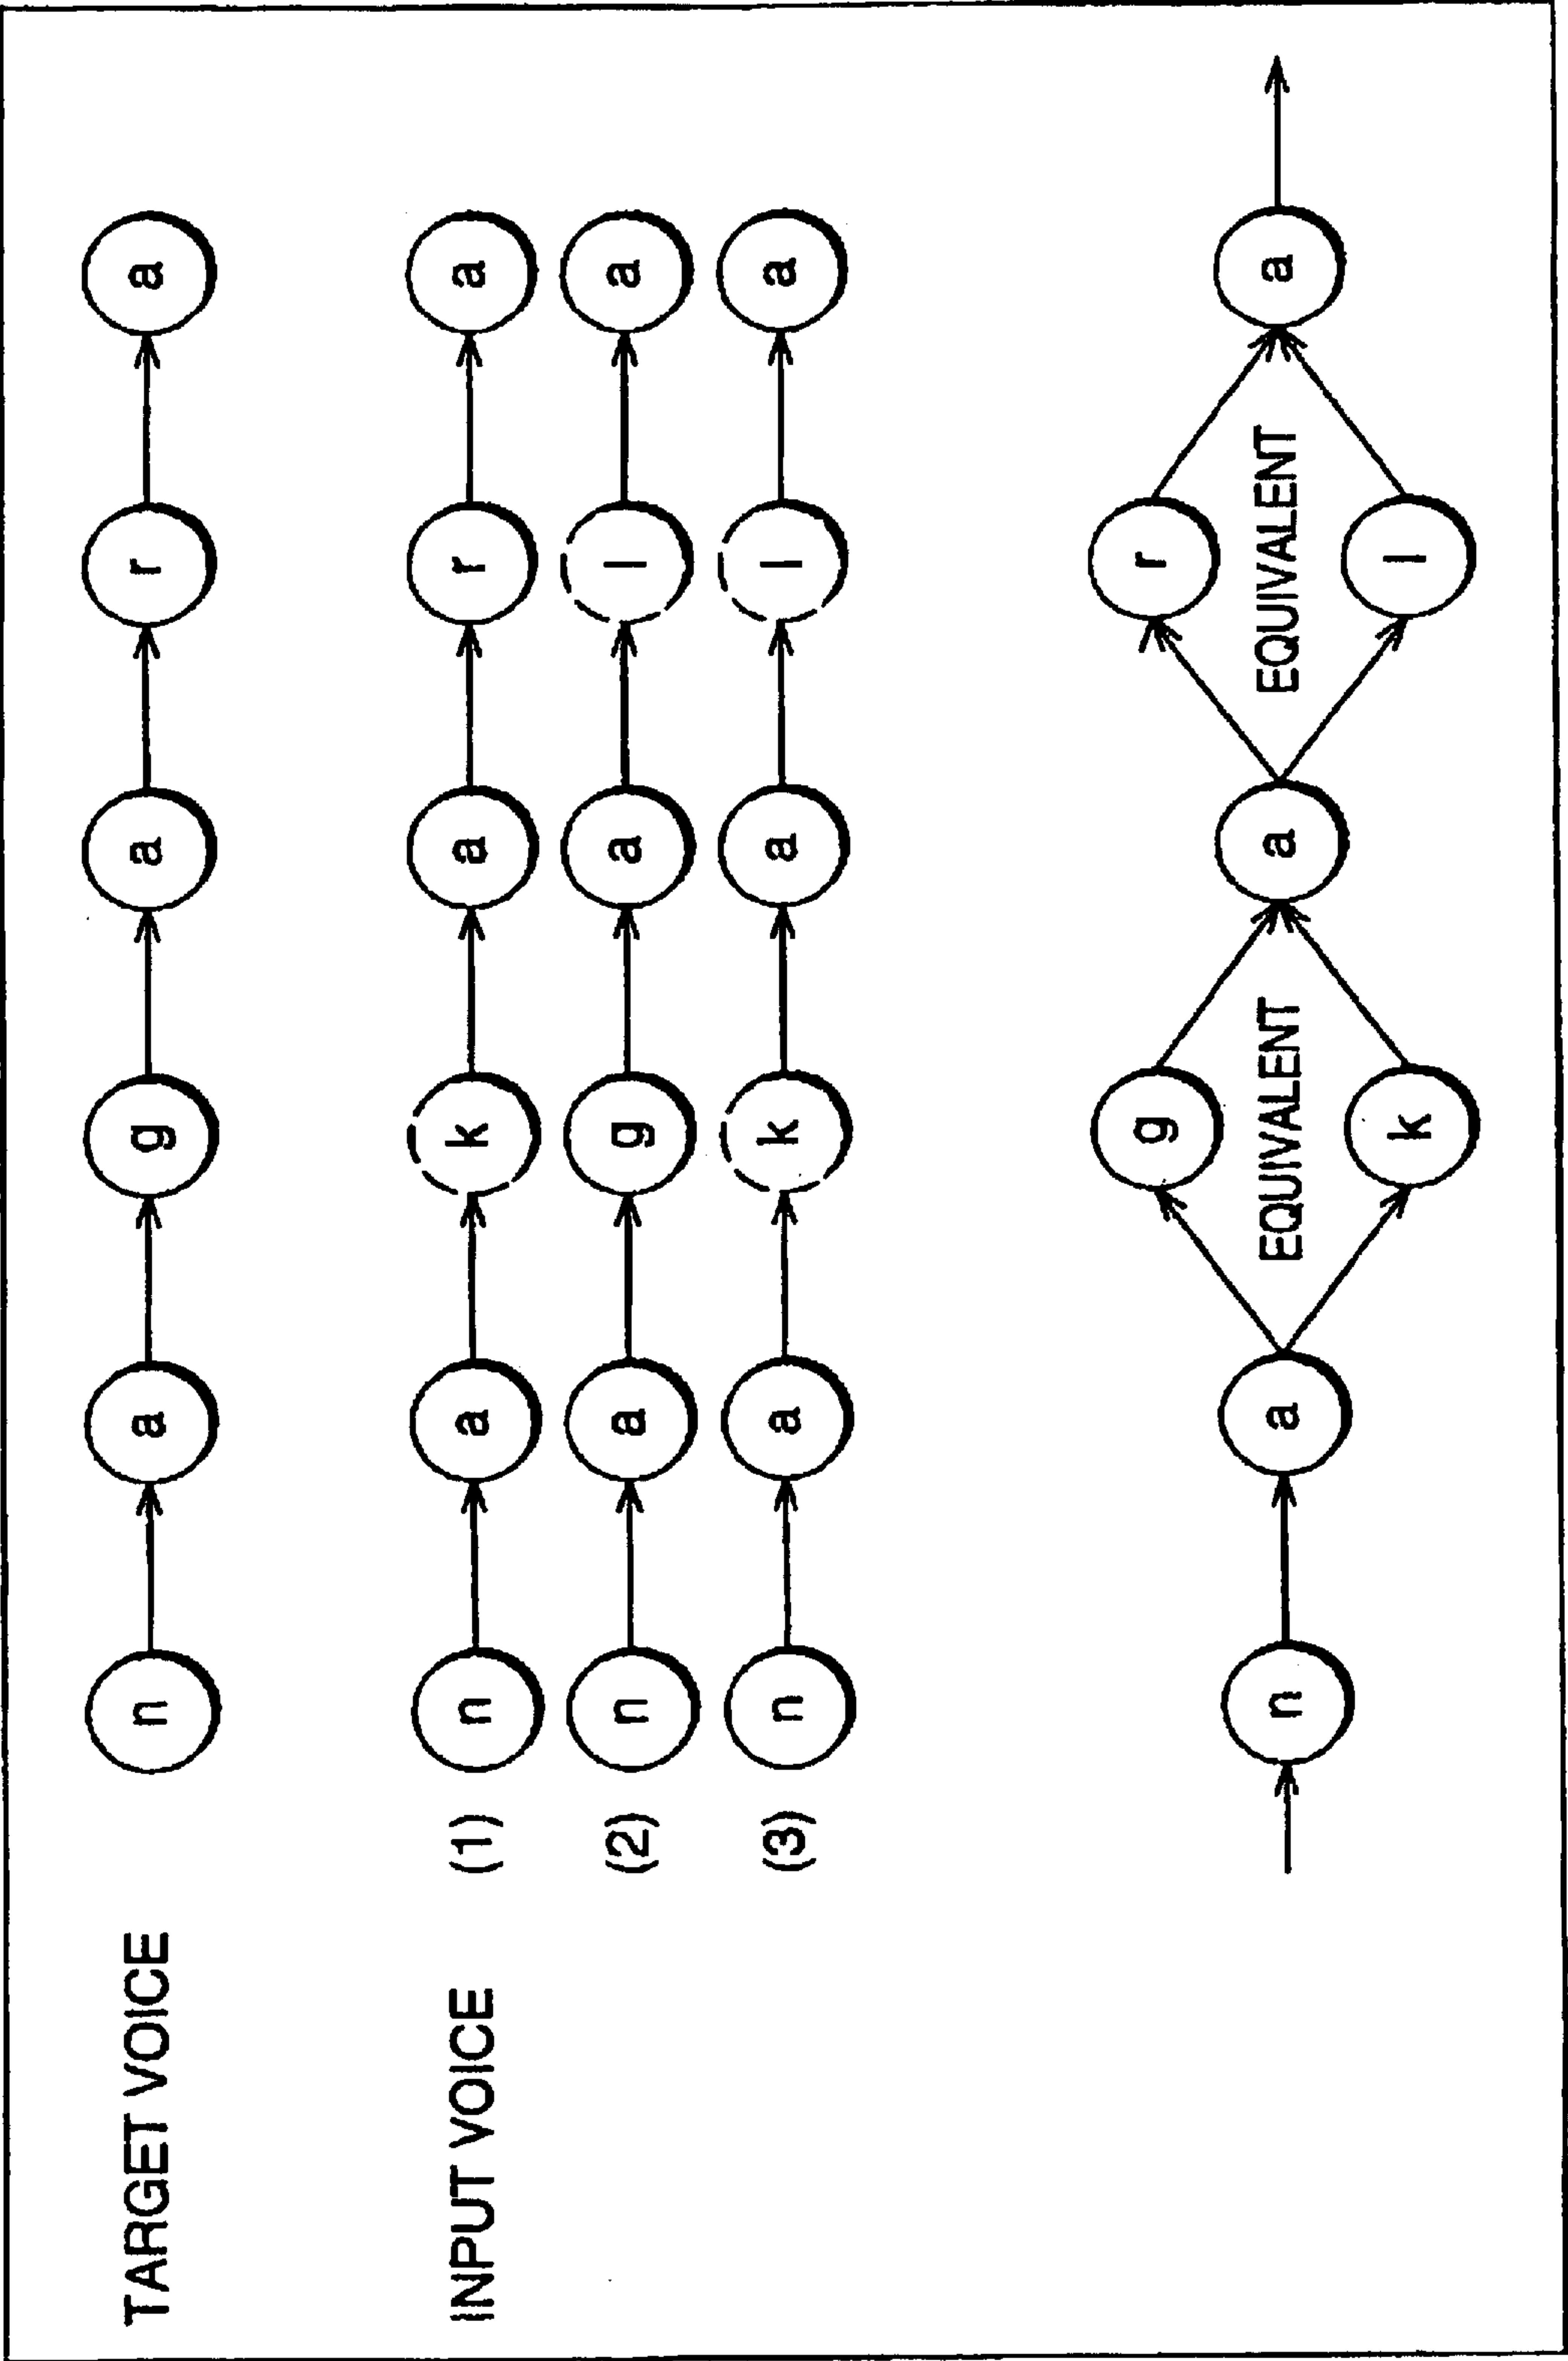 TARGET VOICE n a g a r a
INPUT VOICE (1) n a k a r a
(2) n a g a l a
(3) n a k a l a
g r
n a EQUIVALENT a EQUIVALENT a
k l